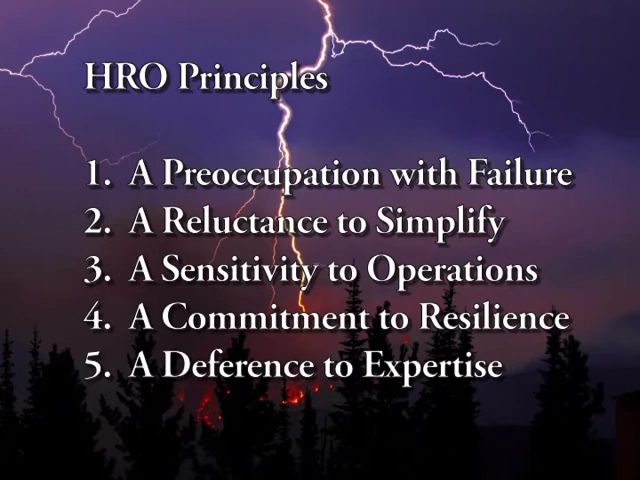 HRO Principles
1. A Preoccupation with Failure
2. A Reluctance to Simplify
3. A Sensitivity to Operations
4. A Commitment to Resilience
5. A Deference to Expertise